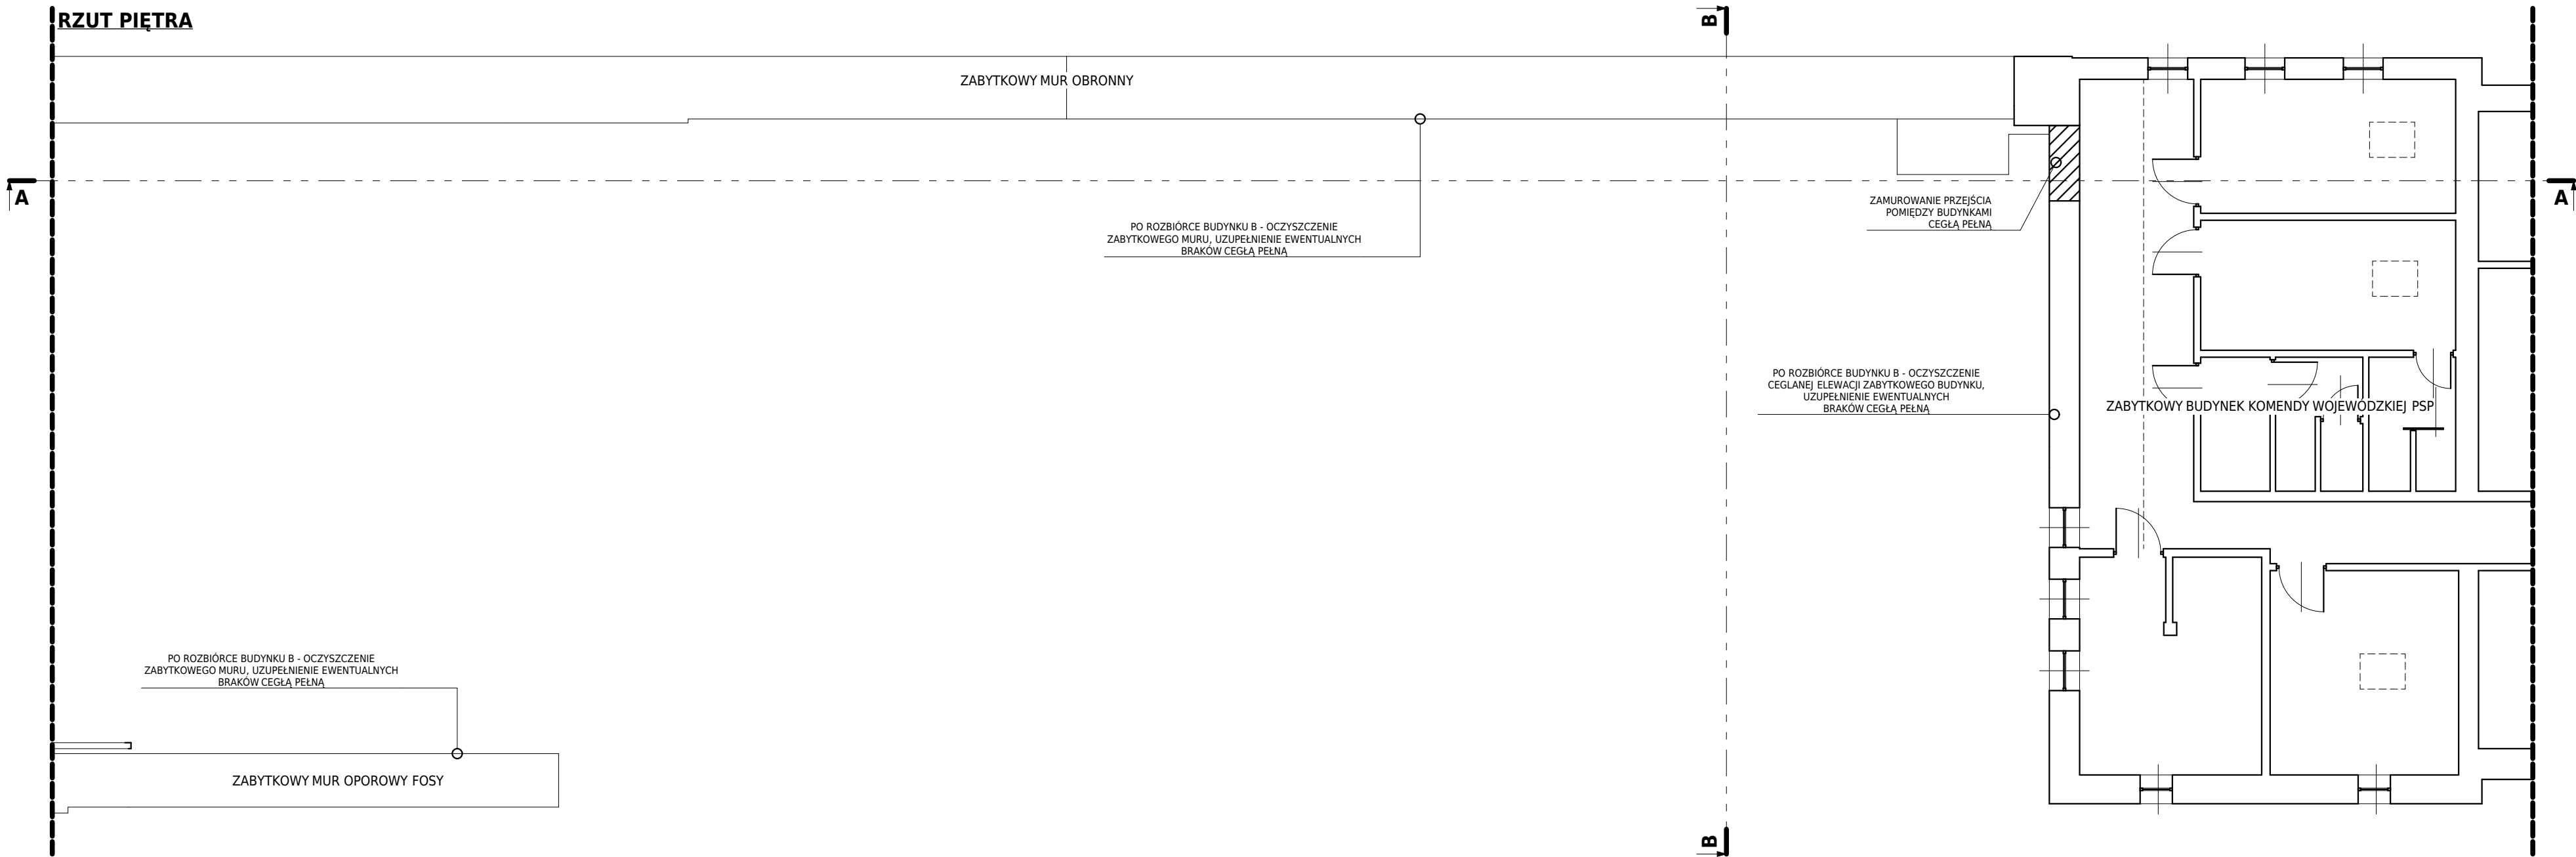 RZUT PIĘTRA
B
ZABYTKOWY MUR OBRONNY
A
A
ZAMUROWANIE PRZEJŚCIA
POMIĘDZY BUDYNKAMI
CEGŁĄ PEŁNĄ
PO ROZBIÓRCE BUDYNKU B - OCZYSZCZENIE
ZABYTKOWEGO MURU, UZUPEŁNIENIE EWENTUALNYCH
BRAKÓW CEGŁĄ PEŁNĄ
PO ROZBIÓRCE BUDYNKU B - OCZYSZCZENIE
CEGLANEJ ELEWACJI ZABYTKOWEGO BUDYNKU,
UZUPEŁNIENIE EWENTUALNYCH
BRAKÓW CEGŁĄ PEŁNĄ
ZABYTKOWY BUDYNEK KOMENDY WOJEWÓDZKIEJ PSP
PO ROZBIÓRCE BUDYNKU B - OCZYSZCZENIE
ZABYTKOWEGO MURU, UZUPEŁNIENIE EWENTUALNYCH
BRAKÓW CEGŁĄ PEŁNĄ
ZABYTKOWY MUR OPOROWY FOSY
B